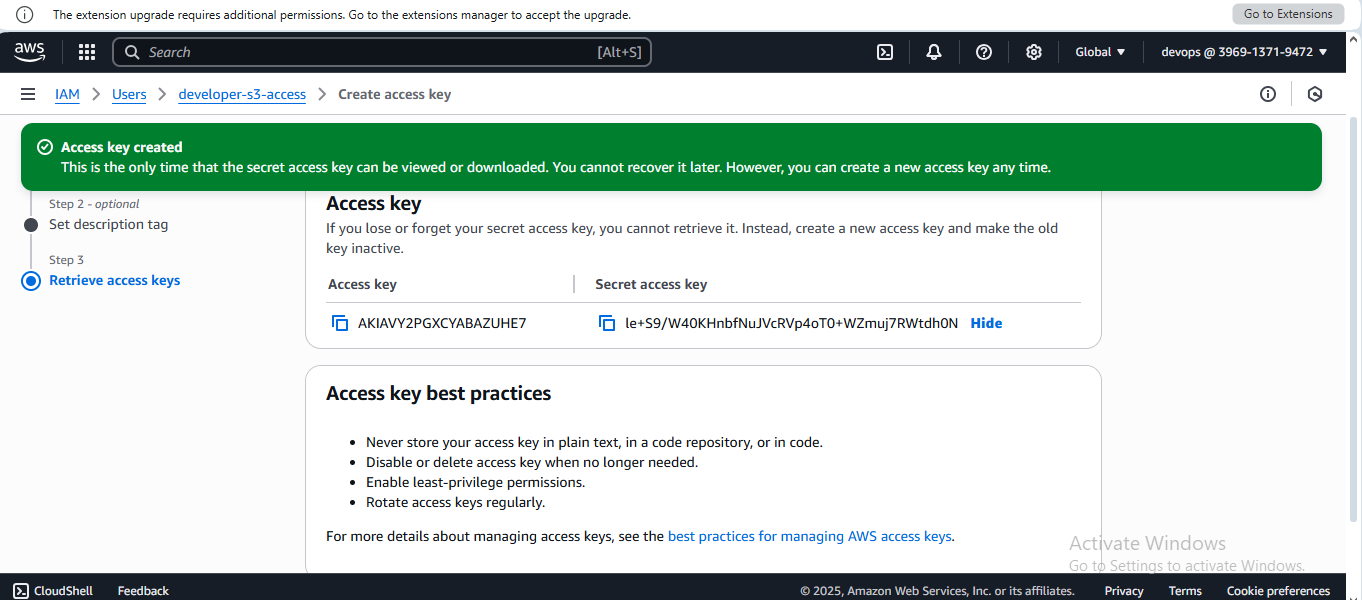 The extension upgrade requires additional permissions. Go to the extensions manager to accept the upgrade.
Go to Extensions
aws
Search
[Alt+S]
Global
devops @ 3969-1371-9472
IAM
Users
developer-s3-access
Create access key
Access key created
This is the only time that the secret access key can be viewed or downloaded. You cannot recover it later. However, you can create a new access key any time.
Step 2 - optional
Set description tag
Step 3
Retrieve access keys
Access key
If you lose or forget your secret access key, you cannot retrieve it. Instead, create a new access key and make the old
key inactive.
Access key
Secret access key
AKIAVY2PGXCYABAZUHE7
le+S9/W40KHnbfNuJVcRVp4oT0+WZmuj7RWtdh0N
Hide
Access key best practices
Never store your access key in plain text, in a code repository, or in code.
Disable or delete access key when no longer needed.
Enable least-privilege permissions.
Rotate access keys regularly.
For more details about managing access keys, see the best practices for managing AWS access keys.
Activate Windows
Go to Settings to activate Windows.
CloudShell
Feedback
© 2025, Amazon Web Services, Inc. or its affiliates.
Privacy
Terms
Cookie preferences